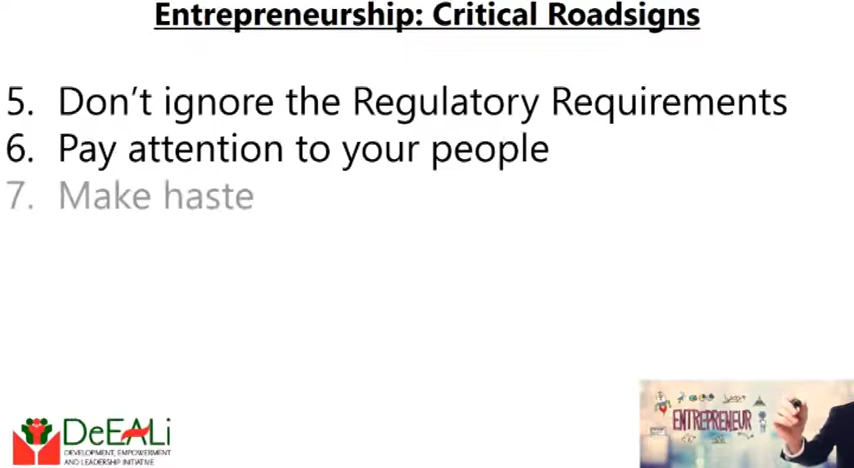 Entrepreneurship: Critical Roadsigns
5. Don't ignore the Regulatory Requirements
6. Pay attention to your people
7. Make haste
DeEALi
DEVELOPMENT, EMPOWERMENT
AND LEADERSHIP INITIATIVE
ENTREPRENEUR